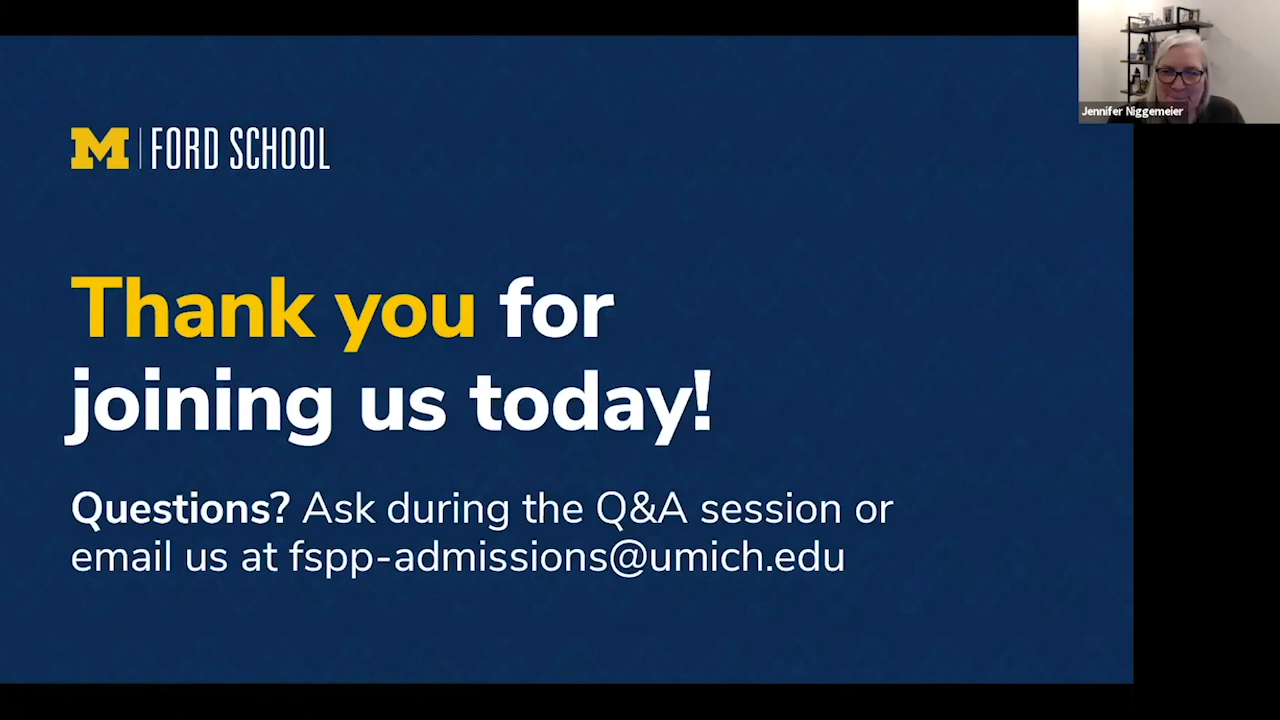 Jennifer Niggemeier
M | FORD SCHOOL
Thank you for
joining us today!
Questions? Ask during the Q&A session or
email us at fspp-admissions@umich.edu